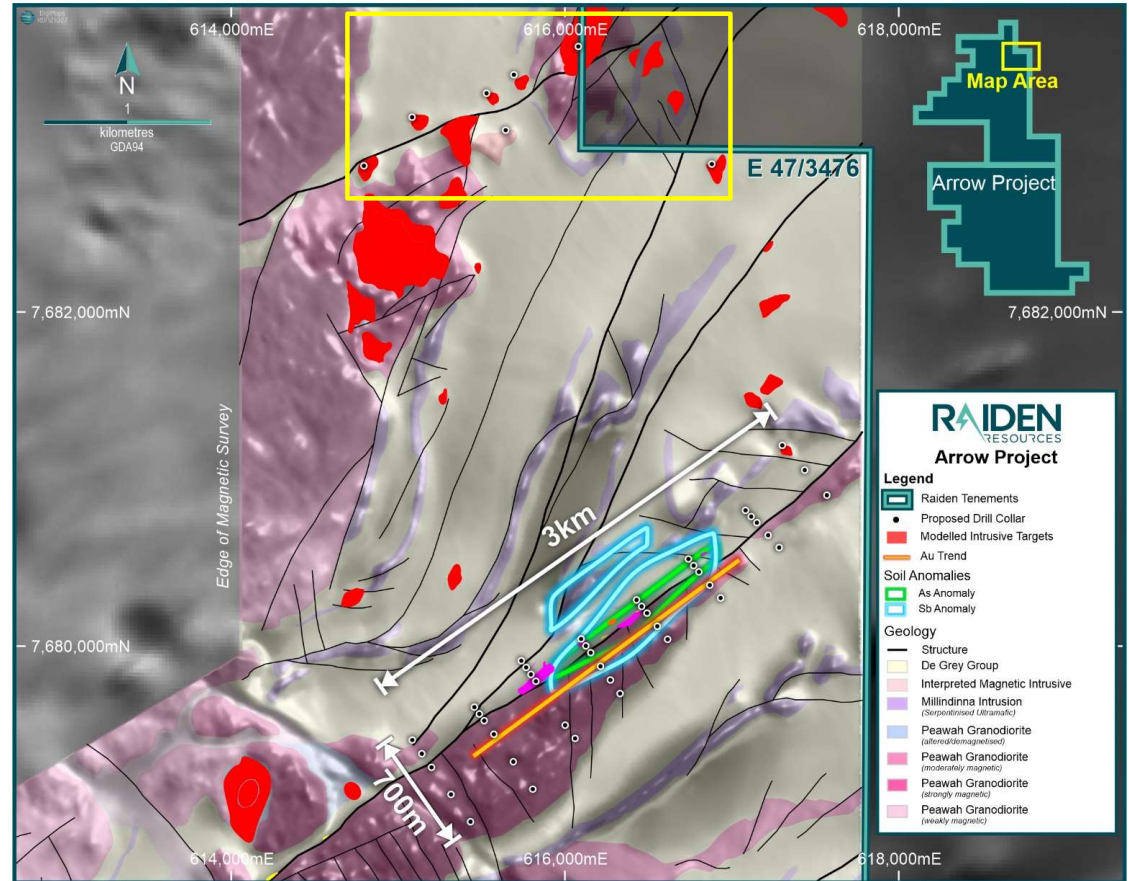 614,000mE
616,000mE
618,000mE
N
1
kilometres
GDA94
Map Area
Arrow Project
E 47/3476
7,682,000mN
7,682,000mN
Edge of Magnetic Survey
3km
7,680,000mN
700m
614,000mE
616,000mE
618,000mE
RAIDEN
RESOURCES
Arrow Project
Legend
Raiden Tenements
Proposed Drill Collar
Modelled Intrusive Targets
Au Trend
Soil Anomalies
As Anomaly
Sb Anomaly
Geology
Structure
De Grey Group
Interpreted Magnetic Intrusive
Millindinna Intrusion
(Serpentinised Ultramafic)
Peawah Granodiorite
(altered/demagnetised)
Peawah Granodiorite
(moderately magnetic)
Peawah Granodiorite
(strongly magnetic)
Peawah Granodiorite
(weakly magnetic)